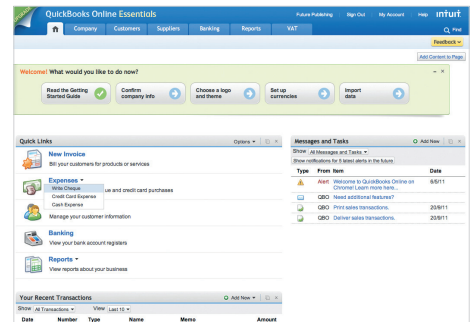 QuickBooks Online Essentials
Future Publishing Sign Out My Account Help intuit
Company Customers Suppliers Banking Reports VAT
Find
Feedback
Add Content to Page
Welcome! What would you like to do now?
Read the Getting Started Guide
Confirm company info
Choose a logo and theme
Set up currencies
Import data
Quick Links Options
New Invoice
Bill your customers for products or services
Expenses
ue and credit card purchases
Write Cheque
Credit Card Expense
Cash Expense
Manage your customer information
Banking
View your bank account registers
Reports
View reports about your business
Your Recent Transactions Add New
Show All Transactions View Last 10
Date Number Type Name Memo Amount
Messages and Tasks Add New
Show All Messages and Tasks
Show notifications for 5 latest alerts in the future
Type From Item Date
Alert Welcome to QuickBooks Online on Chrome! Learn more here... 6/5/11
QBO Need additional features?
QBO Print sales transactions. 20/9/11
QBO Deliver sales transactions. 20/9/11